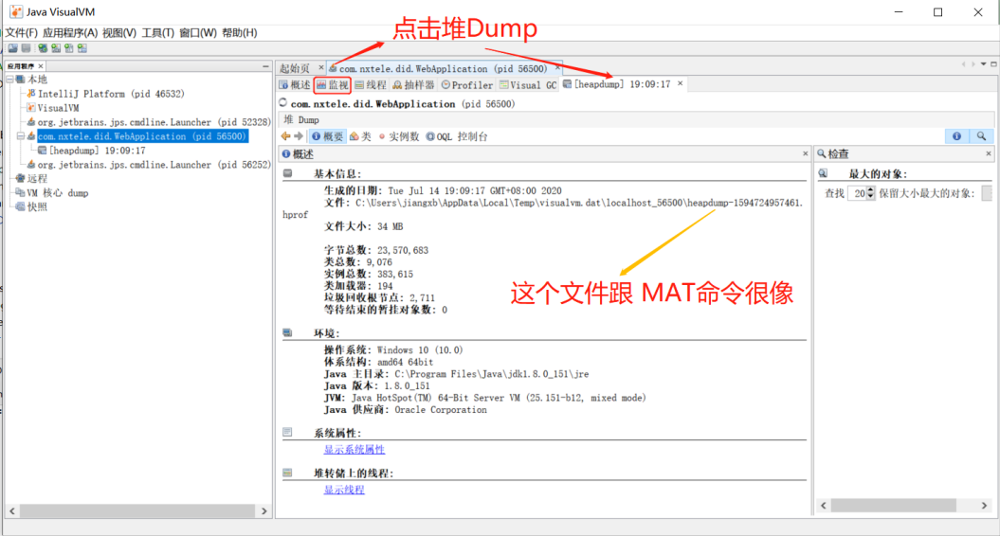 Java VisualVM
点击堆Dump
文件(F) 应用程序(A) 视图(V) 工具(T) 窗口(W) 帮助(H)
应用程序 ×
本地
IntelliJ Platform (pid 46532)
VisualVM
org.jetbrains.jps.cmdline.Launcher (pid 52328)
com.nxtele.did.WebApplication (pid 56500)
[heapdump] 19:09:17
org.jetbrains.jps.cmdline.Launcher (pid 56252)
远程
VM 核心 dump
快照
起始页 × com.nxtele.did.WebApplication (pid 56500) ×
概述 监视 线程 抽样器 Profiler Visual GC [heapdump] 19:09:17 ×
com.nxtele.did.WebApplication (pid 56500)
堆 Dump
概要 类 实例数 OQL 控制台
概述 ×
基本信息:
生成的日期: Tue Jul 14 19:09:17 GMT+08:00 2020
文件: C:\Users\jiangxb\AppData\Local\Temp\visualvm.dat\localhost_56500\heapdump-1594724957461.
hprof
文件大小: 34 MB
字节总数: 23,570,683
类总数: 9,076
实例总数: 383,615
类加载器: 194
垃圾回收根节点: 2,711
等待结束的暂挂对象数: 0
这个文件跟 MAT命令很像
环境:
操作系统: Windows 10 (10.0)
体系结构: amd64 64bit
Java 主目录: C:\Program Files\Java\jdk1.8.0_151\jre
Java 版本: 1.8.0_151
JVM: Java HotSpot(TM) 64-Bit Server VM (25.151-b12, mixed mode)
Java 供应商: Oracle Corporation
系统属性:
显示系统属性
堆转储上的线程:
显示线程
检查 ×
最大的对象:
查找 20 保留大小最大的对象: